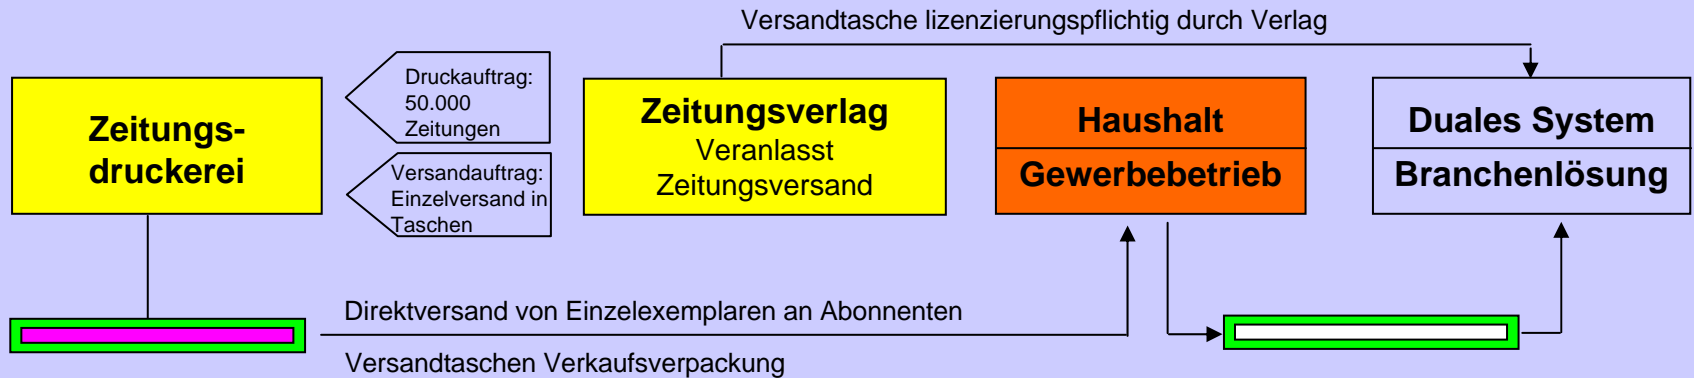 Versandtasche lizenzierungspflichtig durch Verlag
Zeitungs-
druckerei
Druckauftrag:
50.000
Zeitungen
Versandauftrag:
Einzelversand in
Taschen
Zeitungsverlag
Veranlasst
Zeitungsversand
Haushalt
Gewerbebetrieb
Duales System
Branchenlösung
Direktversand von Einzelexemplaren an Abonnenten
Versandtaschen Verkaufsverpackung